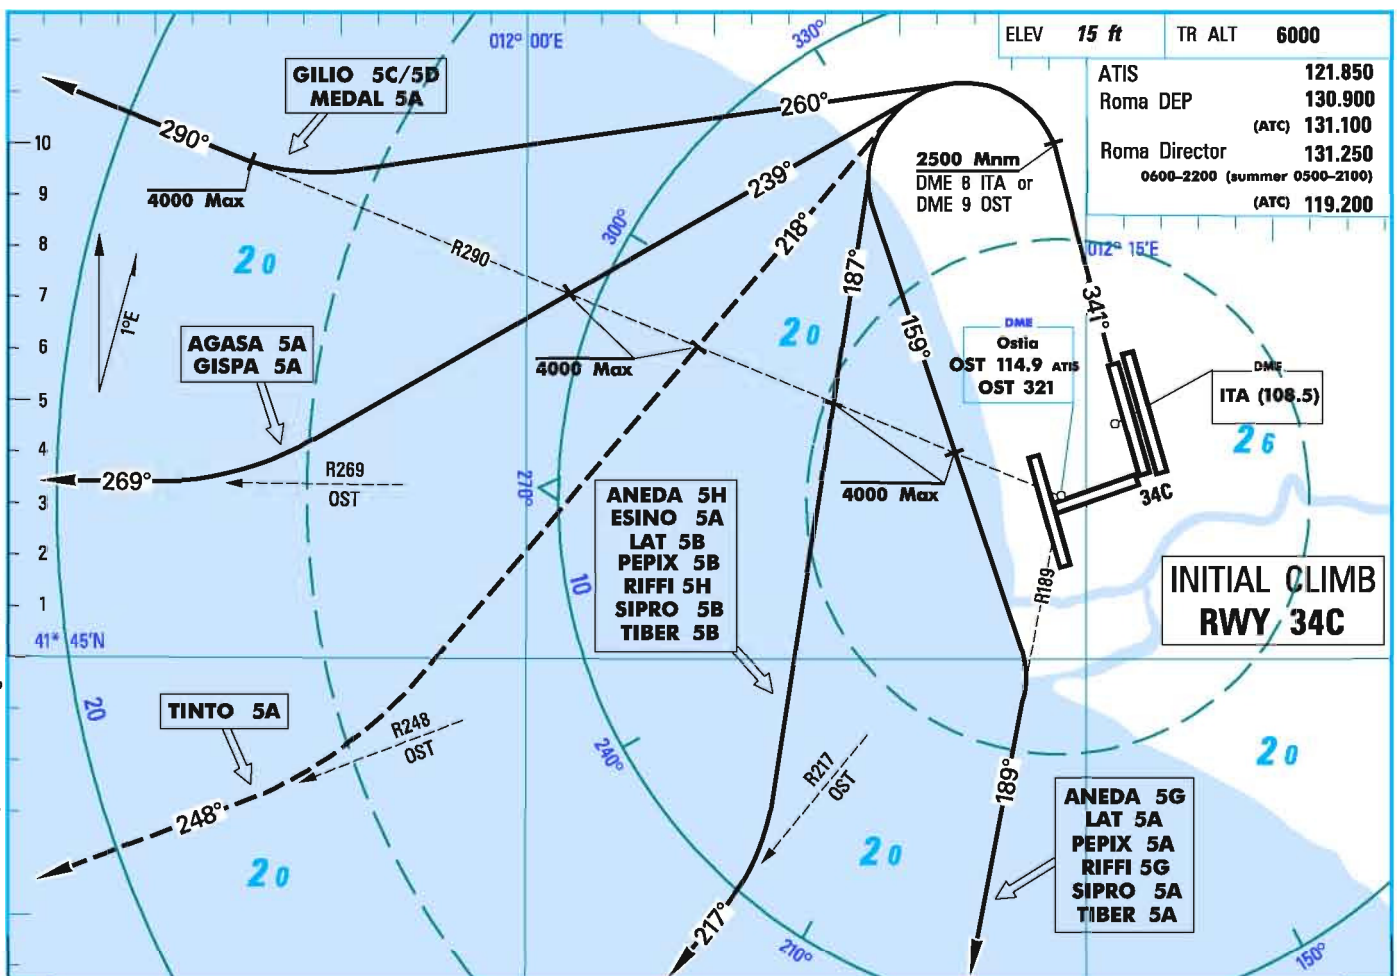 ELEV 15 ft TR ALT 6000
ATIS 121.850
Roma DEP 130.900
(ATC) 131.100
Roma Director 131.250
0600–2200 (summer 0500–2100)
(ATC) 119.200
012° 00'E
330°
GILIO 5C/5D
MEDAL 5A
260°
290°
4000 Max
10
9
8
7
6
5
4
3
2
1
2500 Mnm
DME 8 ITA or
DME 9 OST
239°
300°
218°
20
R290
187°
012° 15'E
1°E
341°
AGASA 5A
GISPA 5A
20
159°
DME
Ostia
OST 114.9 ATIS
OST 321
4000 Max
DME
ITA (108.5)
26
269°
R269
OST
270°
4000 Max
34C
ANEDA 5H
ESINO 5A
LAT 5B
PEPIX 5B
RIFFI 5H
SIPRO 5B
TIBER 5B
10
R189
INITIAL CLIMB
RWY 34C
41° 45'N
20
TINTO 5A
R248
OST
240°
R217
OST
20
248°
189°
ANEDA 5G
LAT 5A
PEPIX 5A
RIFFI 5G
SIPRO 5A
TIBER 5A
20
20
217°
210°
150°